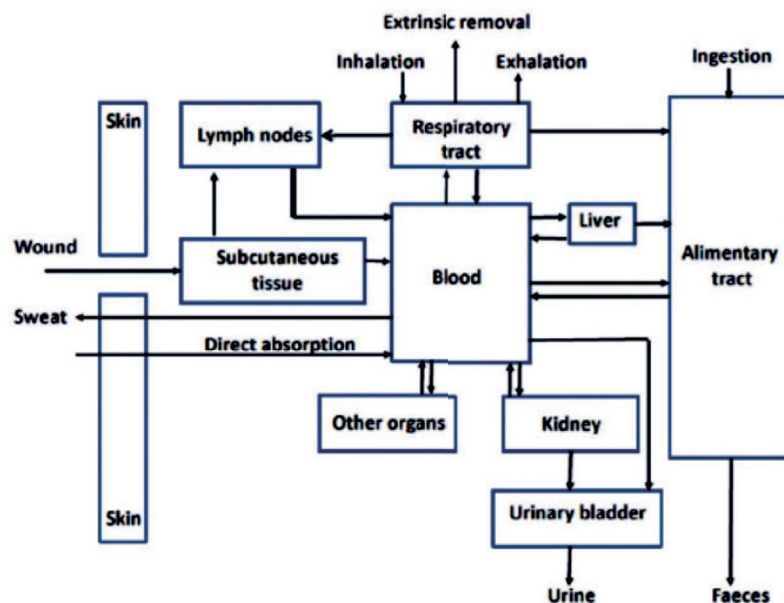 Extrinsic removal
Inhalation
Exhalation
Ingestion
Skin
Lymph nodes
Respiratory
tract
Wound
Subcutaneous
tissue
Blood
Liver
Alimentary
tract
Sweat
Direct absorption
Other organs
Kidney
Skin
Urinary bladder
Urine
Faeces